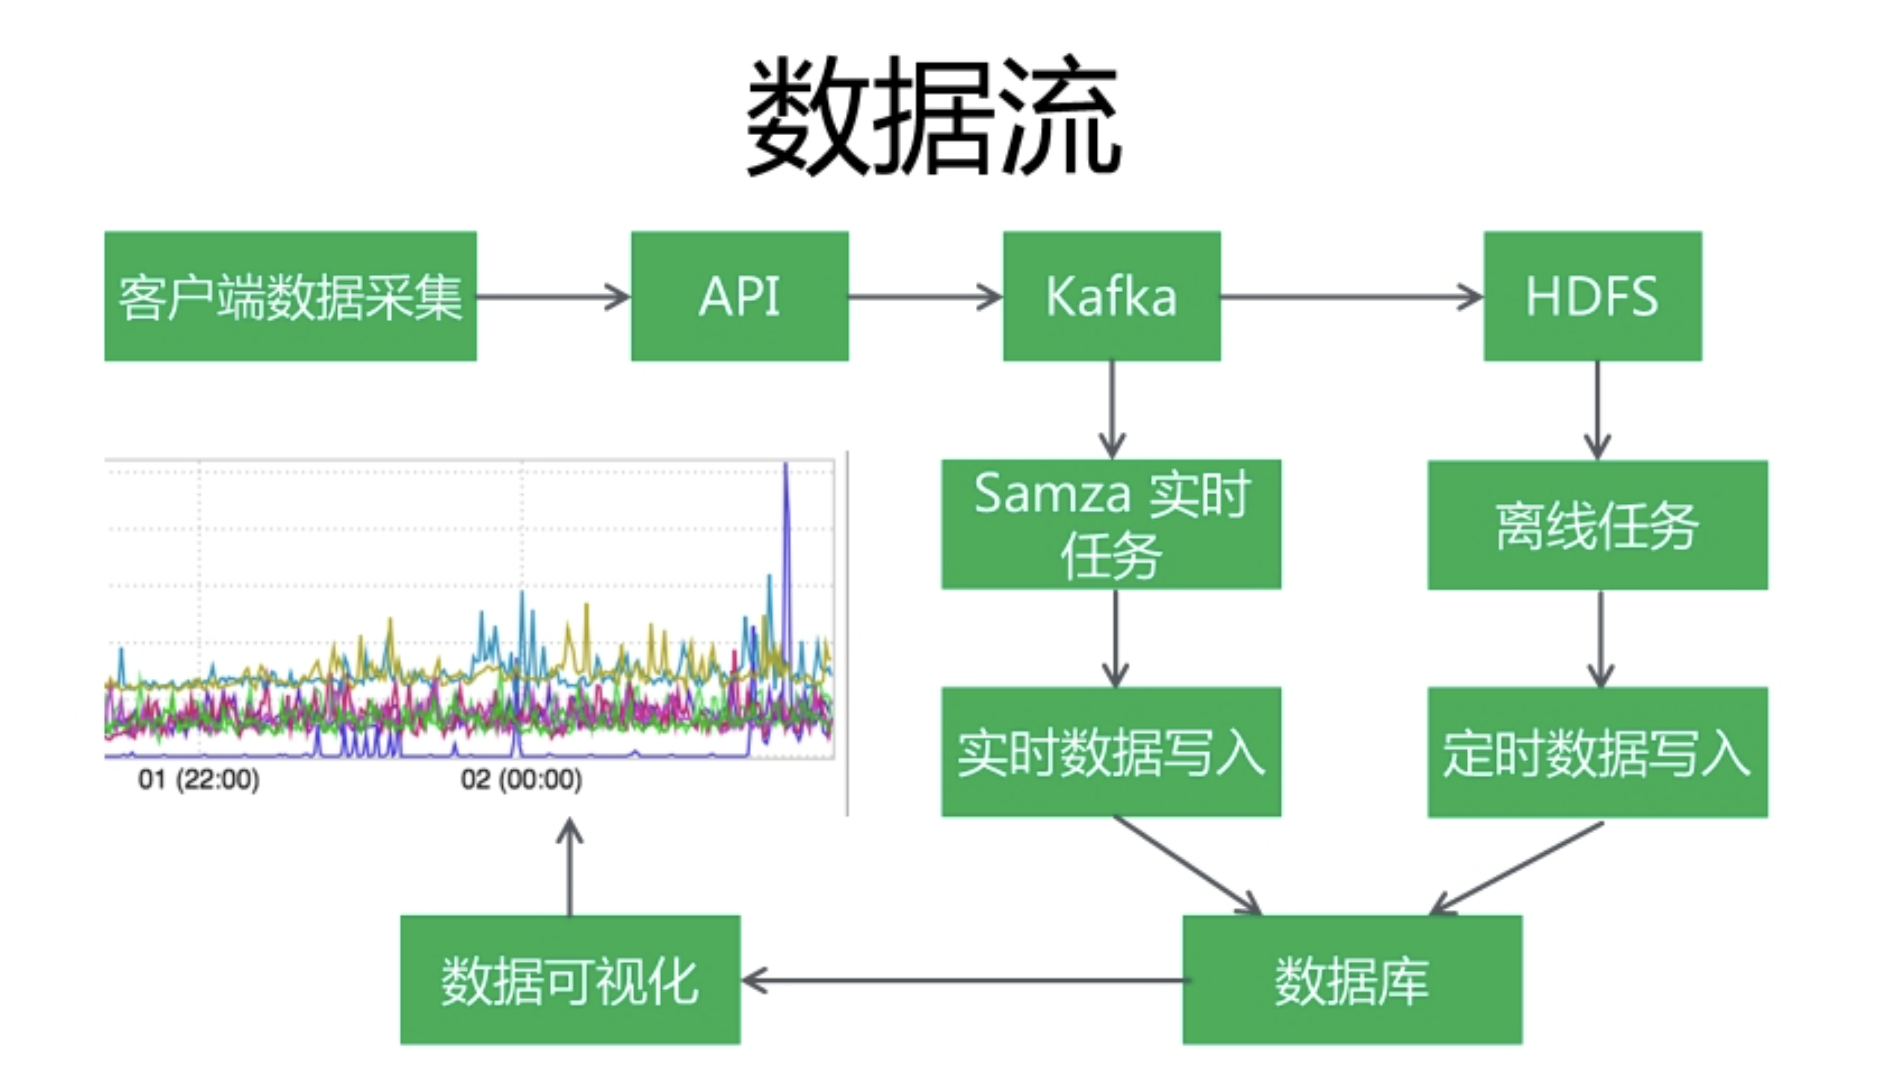 数据流
客户端数据采集
API
Kafka
HDFS
Samza 实时
任务
离线任务
实时数据写入
定时数据写入
01 (22:00)
02 (00:00)
数据可视化
数据库